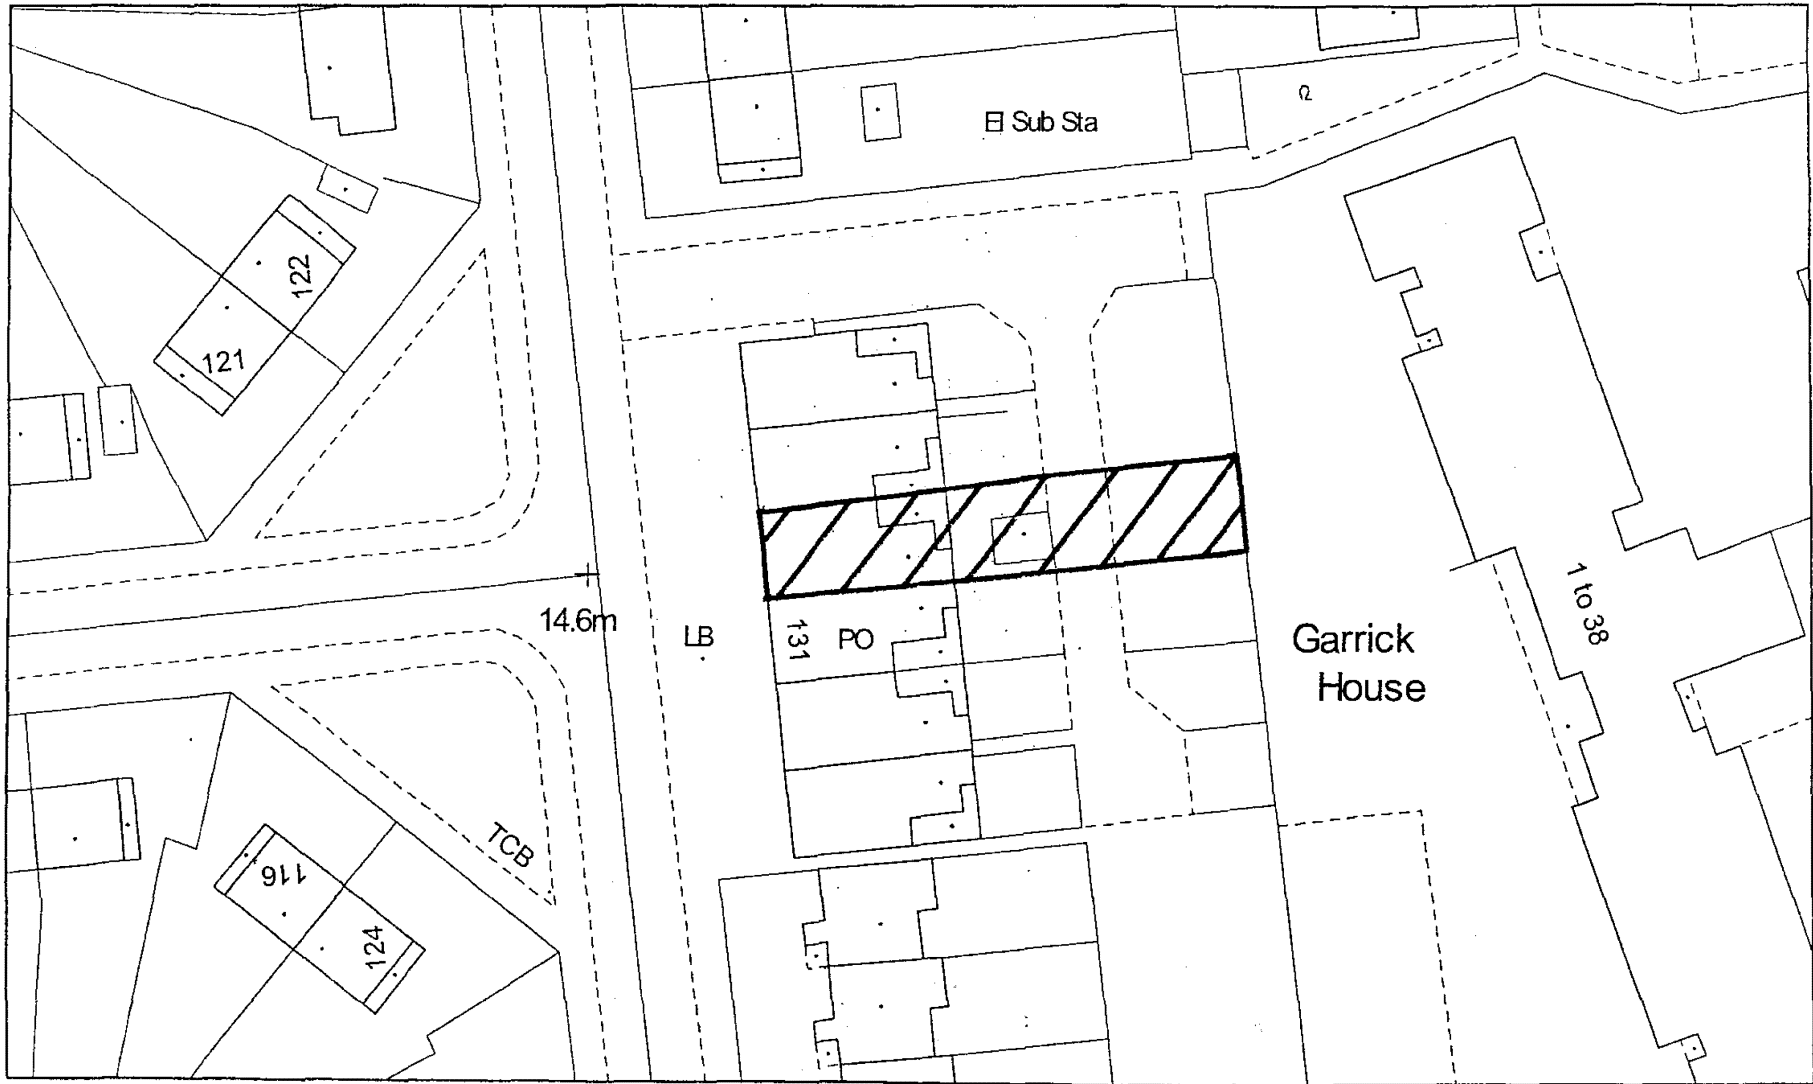 El Sub Sta
122
121
14.6m
LB
131
PO
Garrick
House
1 to 38
TCB
116
124